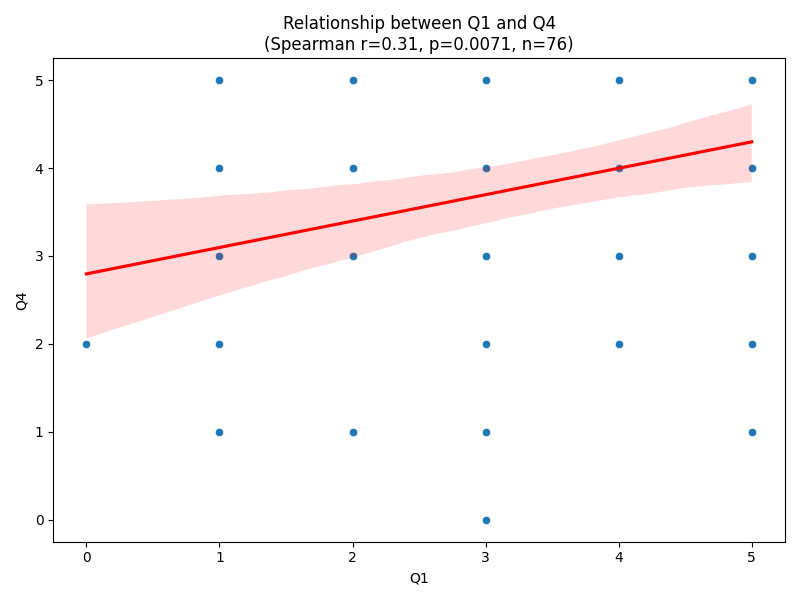 Relationship between Q1 and Q4
(Spearman r=0.31, p=0.0071, n=76)
5
4
3
2
1
0
Q4
0 1 2 3 4 5
Q1